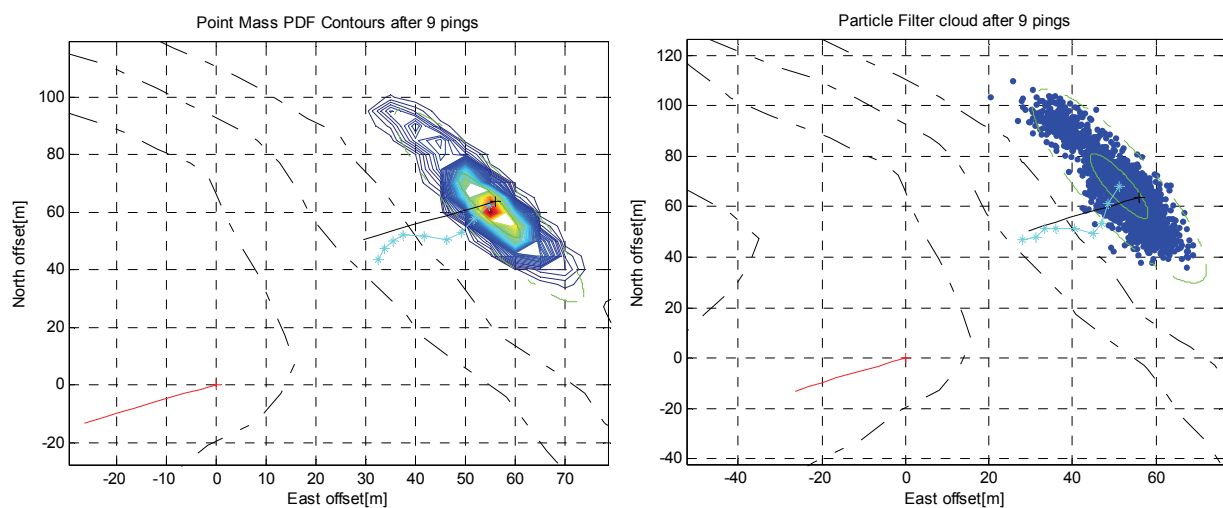 Point Mass PDF Contours after 9 pings
100
80
60
40
20
0
-20
North offset[m]
-20 -10 0 10 20 30 40 50 60 70
East offset[m]
Particle Filter cloud after 9 pings
120
100
80
60
40
20
0
-20
-40
North offset[m]
-40 -20 0 20 40 60
East offset[m]